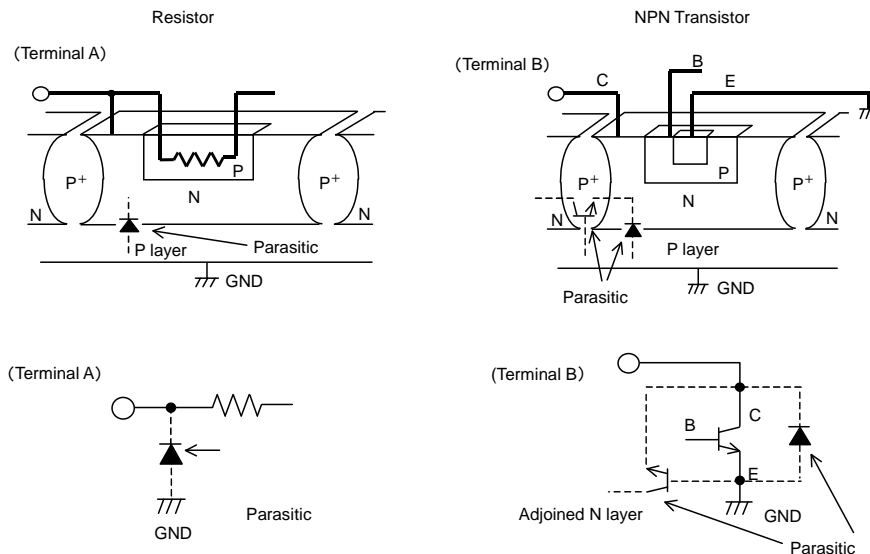 Resistor
NPN Transistor
(Terminal A)
(Terminal B)
B
C
E
P+
P
N
P+
N
N
P layer
Parasitic
GND
P+
P
N
P+
N
N
P layer
Parasitic
GND
(Terminal A)
Parasitic
GND
(Terminal B)
B
C
E
Adjoined N layer
GND
Parasitic